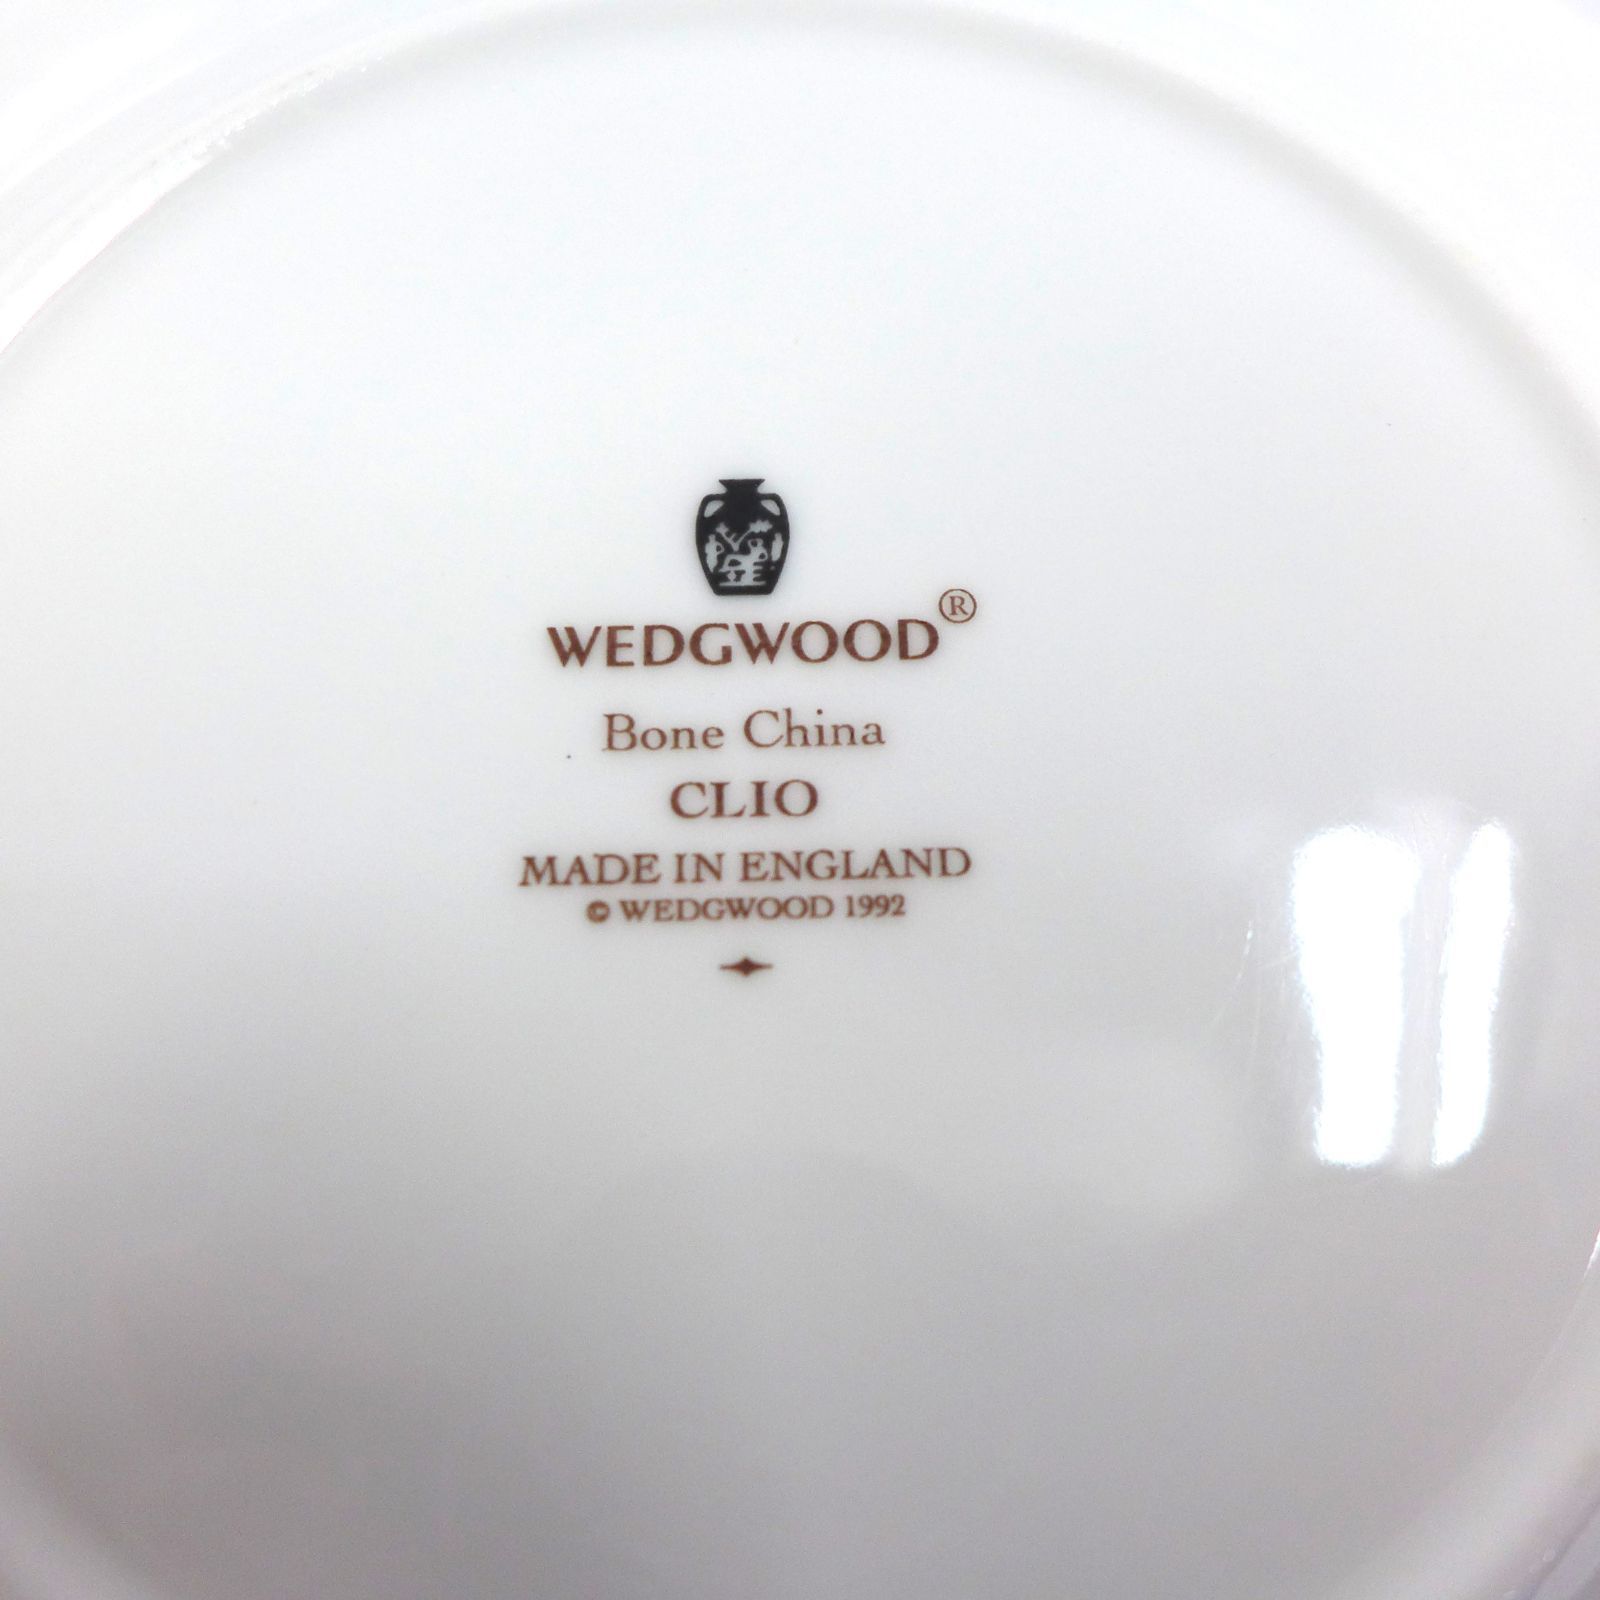 WEDGWOOD®
Bone China
CLIO
MADE IN ENGLAND
© WEDGWOOD 1992